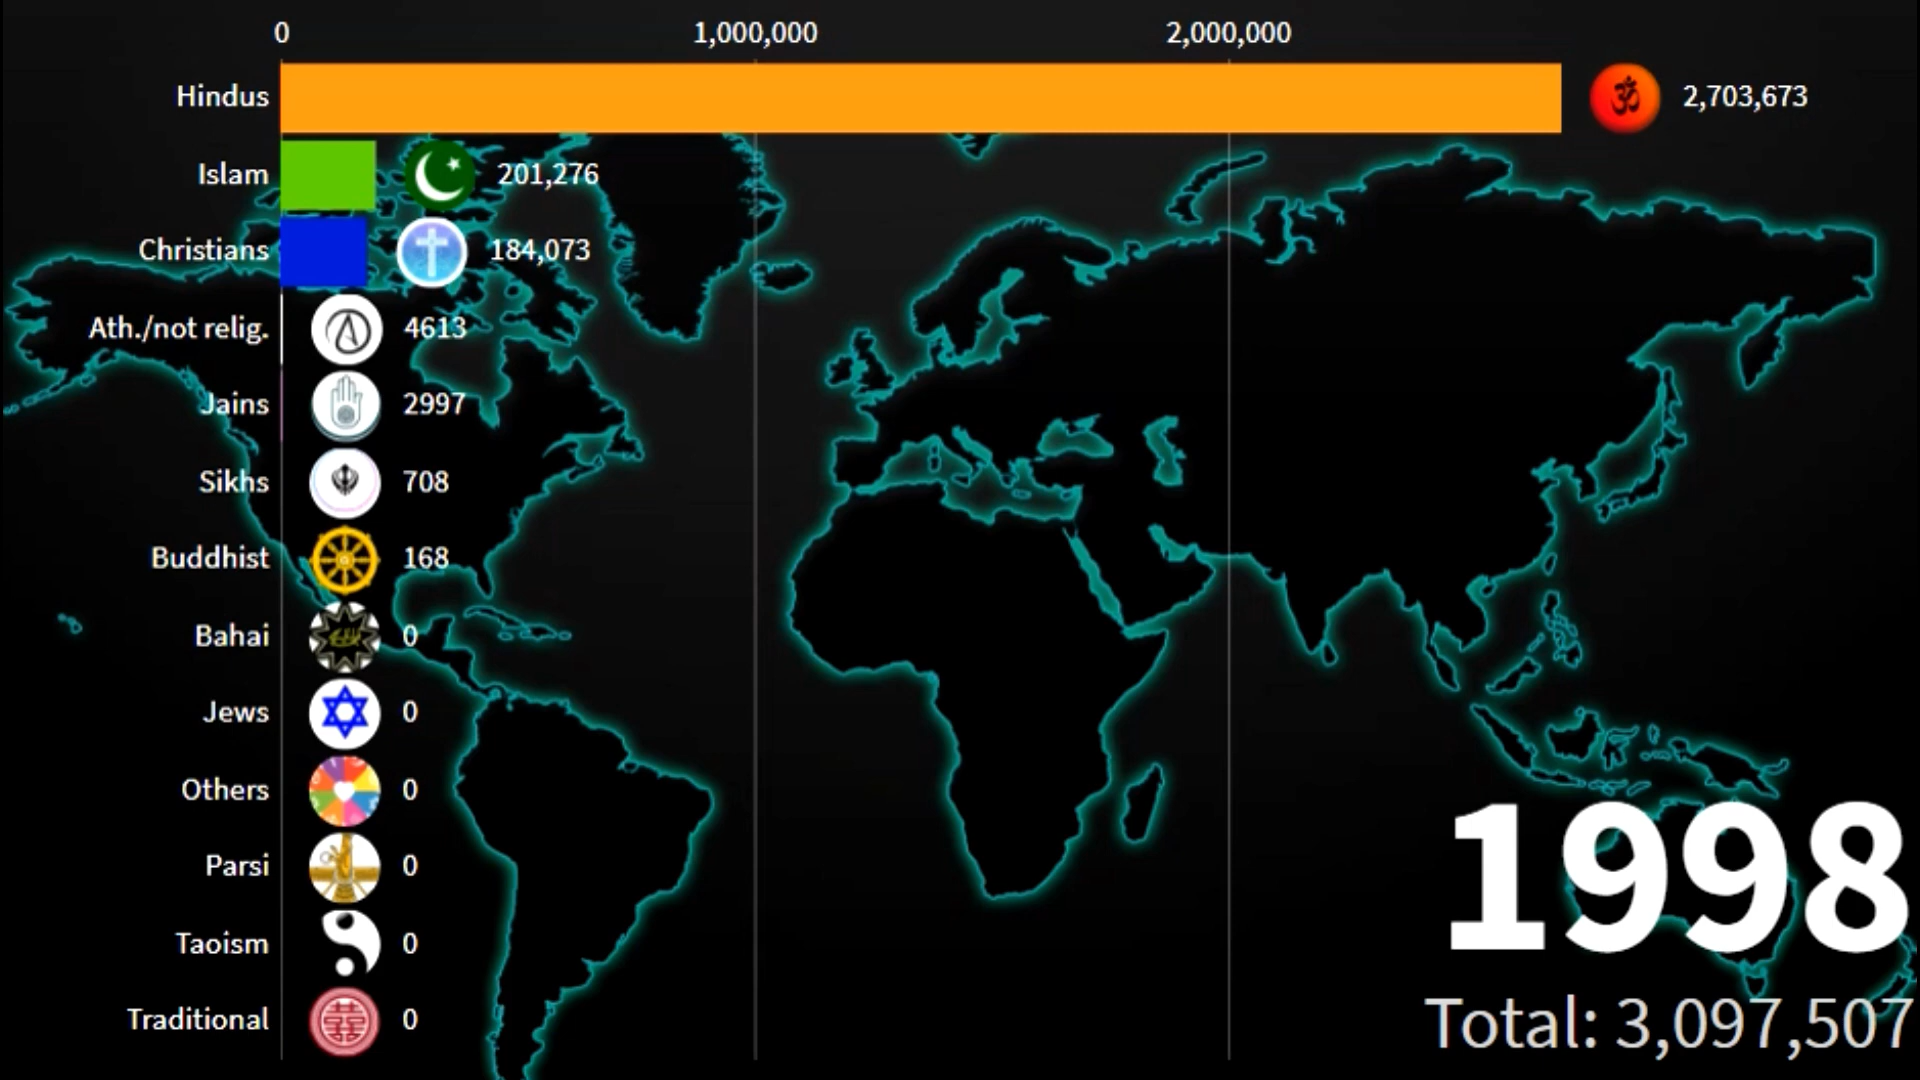 0 1,000,000 2,000,000
Hindus ॐ 2,703,673
Islam 201,276
Christians 184,073
Ath./not relig. 4613
Jains 2997
Sikhs 708
Buddhist 168
Bahai 0
Jews 0
Others 0
Parsi 0
Taoism 0
Traditional 0
1998
Total: 3,097,507